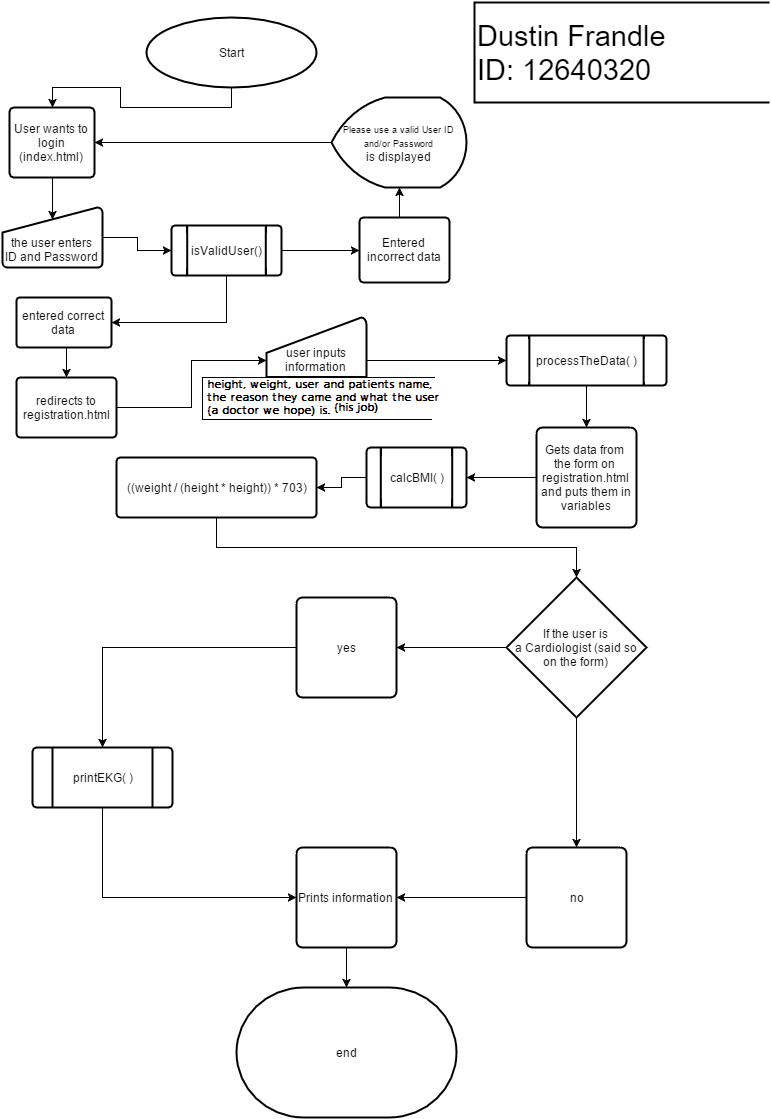 Dustin Frandle
ID: 12640320
Start
User wants to
login
(index.html)
Please use a valid User ID
and/or Password
is displayed
the user enters
ID and Password
isValidUser()
Entered
incorrect data
entered correct
data
redirects to
registration.html
user inputs
information
height, weight, user and patients name,
the reason they came and what the user
(a doctor we hope) is. (his job)
processTheData( )
Gets data from
the form on
registration.html
and puts them in
variables
calcBMI( )
((weight / (height * height)) * 703)
If the user is
a Cardiologist (said so
on the form)
yes
printEKG( )
Prints information
no
end